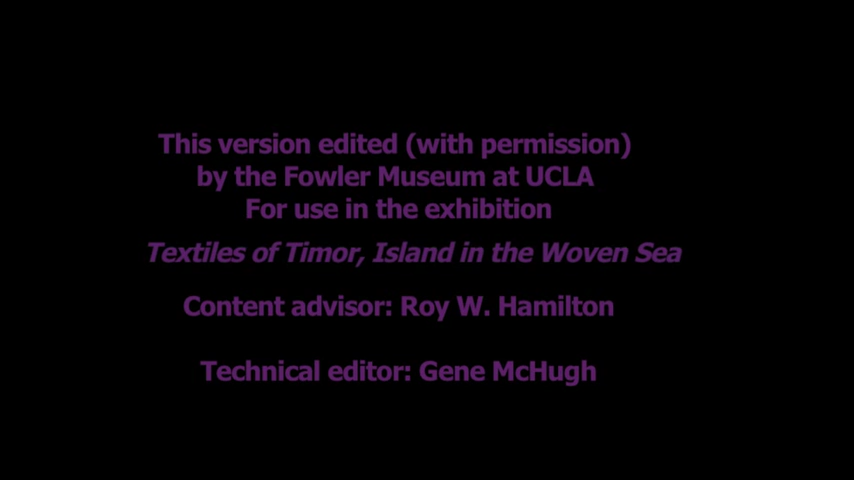 This version edited (with permission)
by the Fowler Museum at UCLA
For use in the exhibition
Textiles of Timor, Island in the Woven Sea
Content advisor: Roy W. Hamilton
Technical editor: Gene McHugh